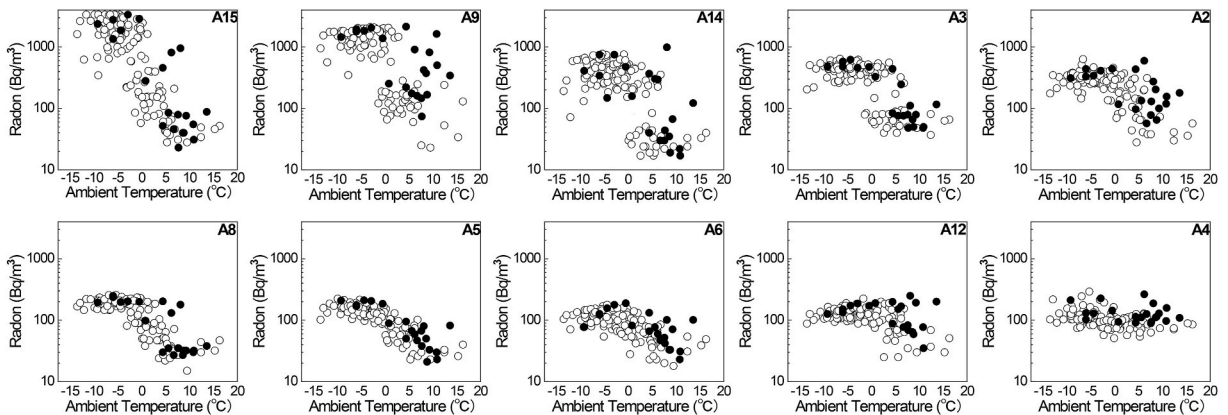 A15 A9 A14 A3 A2
1000 1000 1000 1000 1000
Radon (Bq/m³) Radon (Bq/m³) Radon (Bq/m³) Radon (Bq/m³) Radon (Bq/m³)
100 100 100 100 100
10 10 10 10 10
-15 -10 -5 0 5 10 15 20 -15 -10 -5 0 5 10 15 20 -15 -10 -5 0 5 10 15 20 -15 -10 -5 0 5 10 15 20 -15 -10 -5 0 5 10 15 20
Ambient Temperature (°C) Ambient Temperature (°C) Ambient Temperature (°C) Ambient Temperature (°C) Ambient Temperature (°C)
A8 A5 A6 A12 A4
1000 1000 1000 1000 1000
Radon (Bq/m³) Radon (Bq/m³) Radon (Bq/m³) Radon (Bq/m³) Radon (Bq/m³)
100 100 100 100 100
10 10 10 10 10
-15 -10 -5 0 5 10 15 20 -15 -10 -5 0 5 10 15 20 -15 -10 -5 0 5 10 15 20 -15 -10 -5 0 5 10 15 20 -15 -10 -5 0 5 10 15 20
Ambient Temperature (°C) Ambient Temperature (°C) Ambient Temperature (°C) Ambient Temperature (°C) Ambient Temperature (°C)